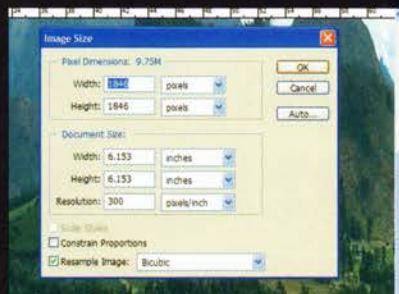 Image Size
Pixel Dimensions: 9.75M
Width: 1846 pixels
Height: 1846 pixels
OK
Cancel
Auto...
Document Size:
Width: 6.153 inches
Height: 6.153 inches
Resolution: 300 pixels/inch
Scale Styles
Constrain Proportions
Resample Image: Bicubic